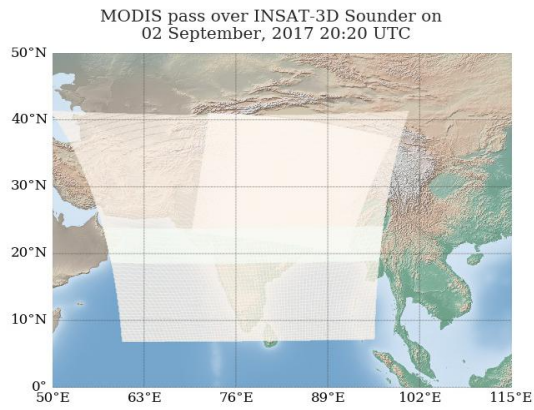 MODIS pass over INSAT-3D Sounder on
02 September, 2017 20:20 UTC
50°N
40°N
30°N
20°N
10°N
0°
50°E 63°E 76°E 89°E 102°E 115°E